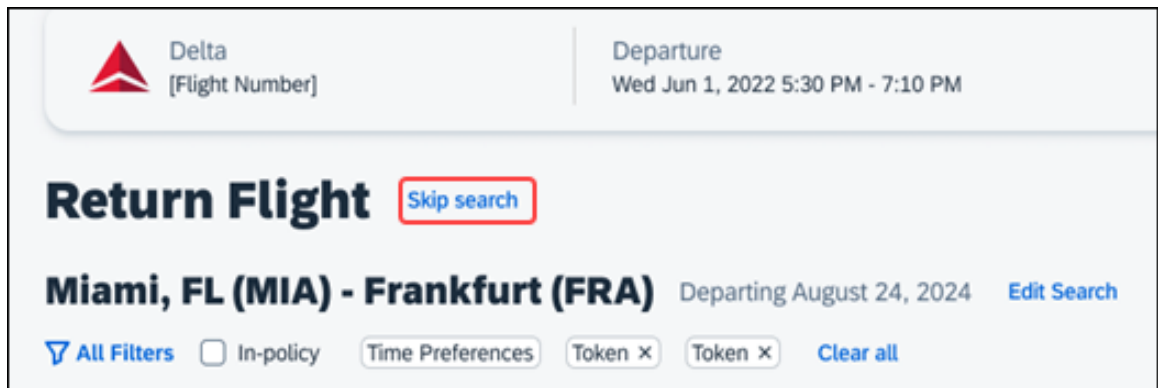 Delta
[Flight Number]
Departure
Wed Jun 1, 2022 5:30 PM - 7:10 PM
Return Flight Skip search
Miami, FL (MIA) - Frankfurt (FRA) Departing August 24, 2024 Edit Search
All Filters In-policy Time Preferences Token × Token × Clear all